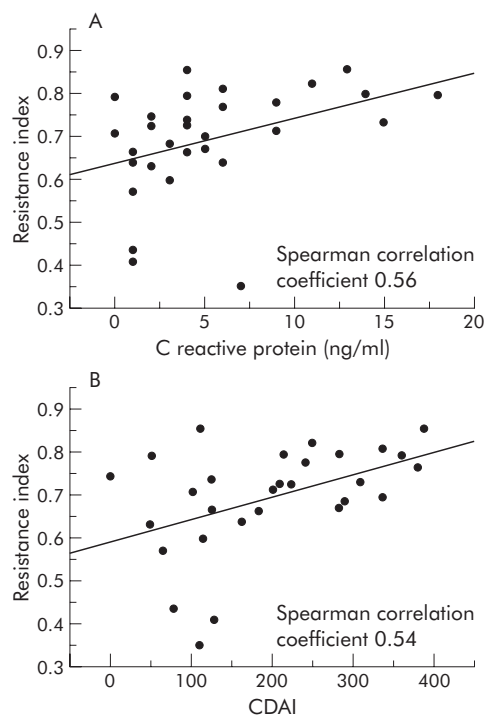 A
0.9
0.8
0.7
0.6
0.5
0.4
0.3
Resistance index
Spearman correlation
coefficient 0.56
0 5 10 15 20
C reactive protein (ng/ml)
B
0.9
0.8
0.7
0.6
0.5
0.4
0.3
Resistance index
Spearman correlation
coefficient 0.54
0 100 200 300 400
CDAI